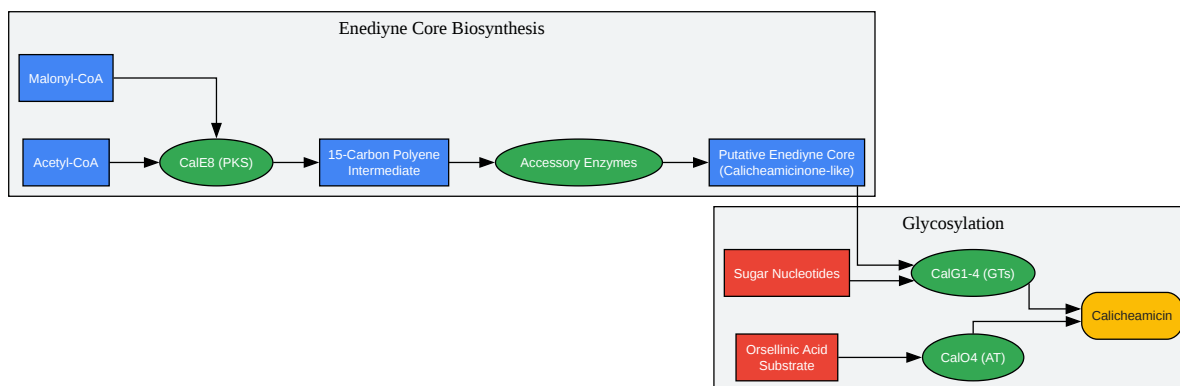 Enediyne Core Biosynthesis
Malonyl-CoA
Acetyl-CoA
CalE8 (PKS)
15-Carbon Polyene
Intermediate
Accessory Enzymes
Putative Enediyne Core
(Calicheamicinone-like)
Glycosylation
Sugar Nucleotides
CalG1-4 (GTs)
Calicheamicin
Orsellinic Acid
Substrate
CalO4 (AT)